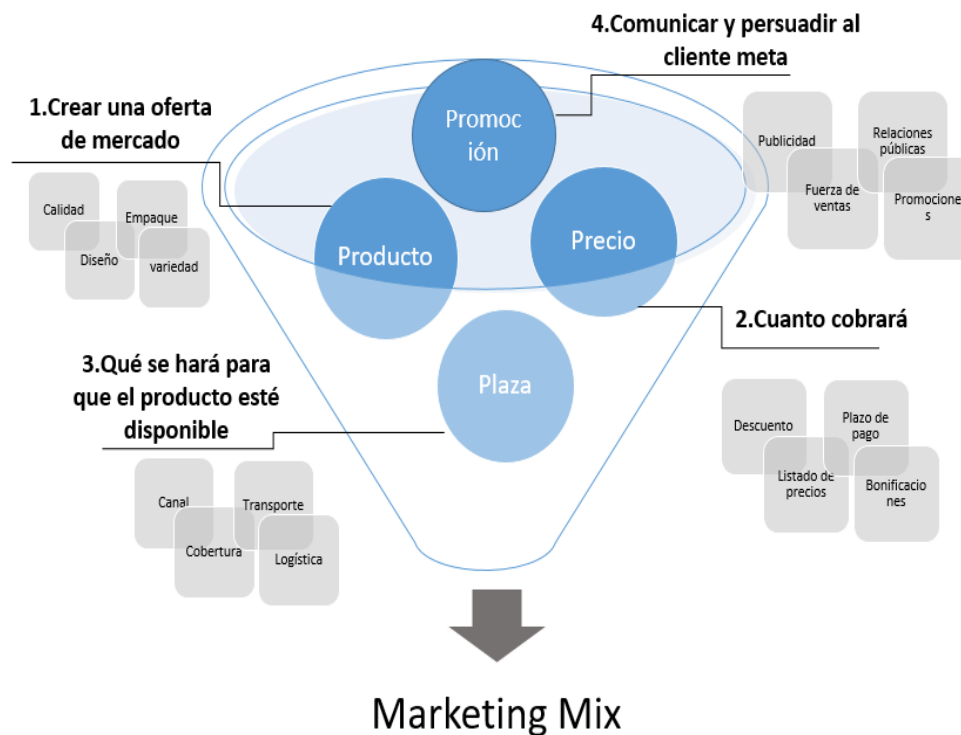 4.Comunicar y persuadir al
cliente meta
1.Crear una oferta
de mercado
Promoc
ión
Publicidad
Relaciones
públicas
Fuerza de
ventas
Promocione
s
Calidad
Empaque
Diseño
variedad
Producto
Precio
2.Cuanto cobrará
3.Qué se hará para
que el producto esté
disponible
Plaza
Descuento
Plazo de
pago
Listado de
precios
Bonificacio
nes
Canal
Transporte
Cobertura
Logística
Marketing Mix